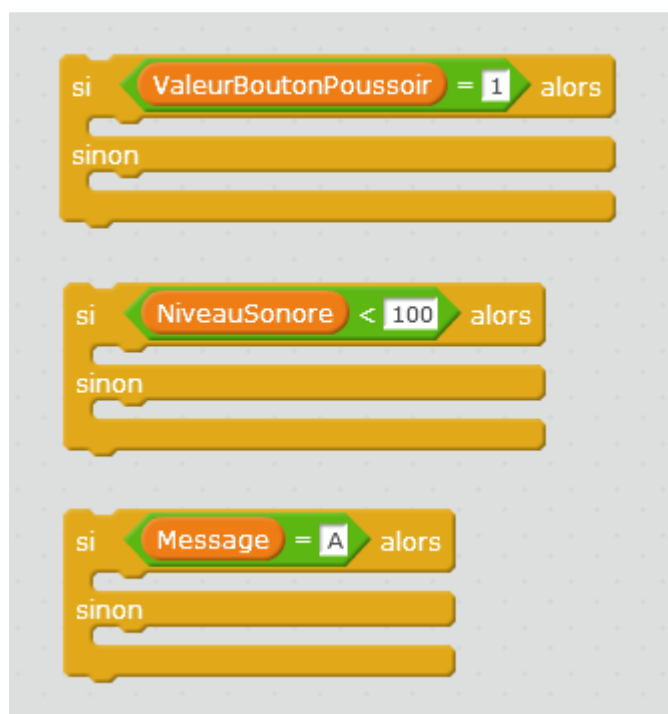 si ValeurBoutonPoussoir = 1 alors
sinon
si NiveauSonore < 100 alors
sinon
si Message = A alors
sinon